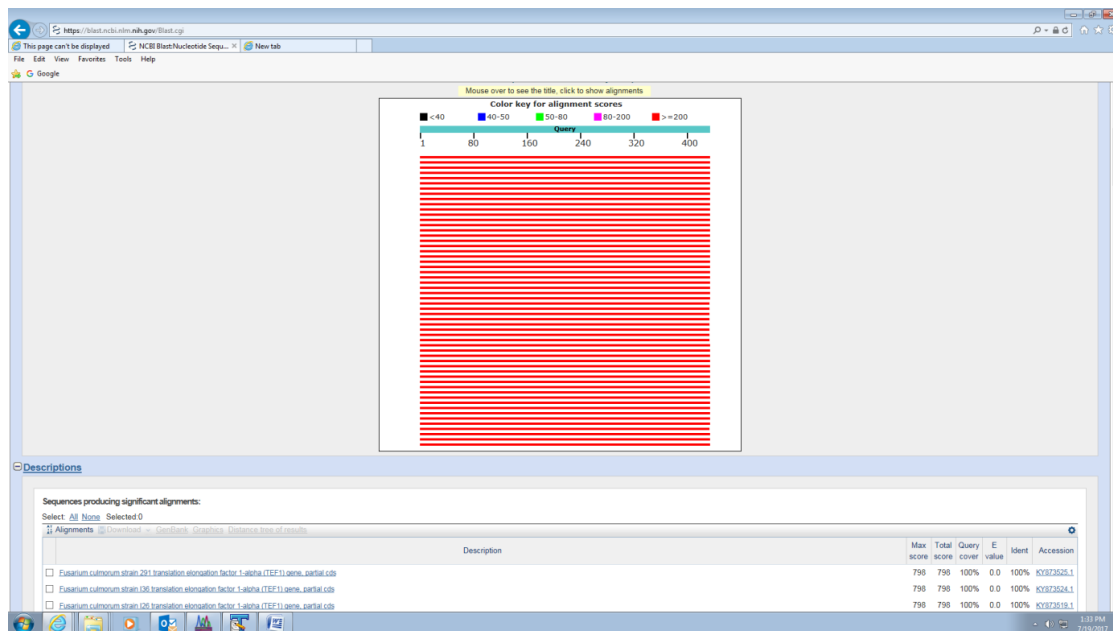 https://blast.ncbi.nlm.nih.gov/Blast.cgi
This page can't be displayed
NCBI Blast:Nucleotide Sequ...
New tab
File Edit View Favorites Tools Help
G Google
Mouse over to see the title, click to show alignments
Color key for alignment scores
<40 40-50 50-80 80-200 >=200
Query
1 80 160 240 320 400
Descriptions
Sequences producing significant alignments:
Select: All None Selected:0
Alignments Download GenBank Graphics Distance tree of results
Description Max score Total score Query cover E value Ident Accession
Fusarium culmorum strain 291 translation elongation factor 1-alpha (TEF1) gene, partial cds 798 798 100% 0.0 100% KY873525.1
Fusarium culmorum strain I36 translation elongation factor 1-alpha (TEF1) gene, partial cds 798 798 100% 0.0 100% KY873524.1
Fusarium culmorum strain I26 translation elongation factor 1-alpha (TEF1) gene, partial cds 798 798 100% 0.0 100% KY873519.1
1:33 PM
7/19/2017